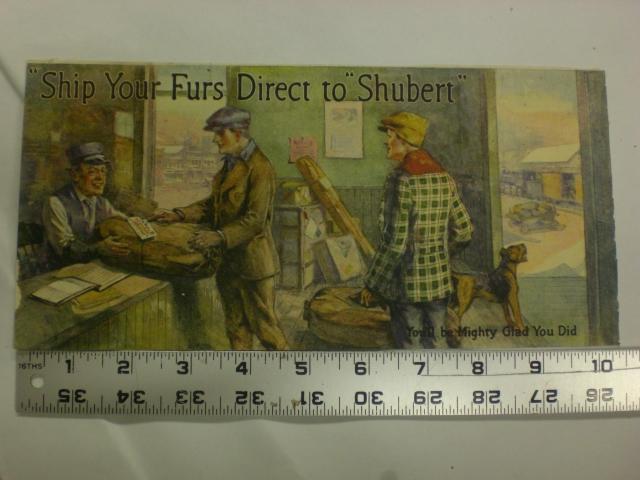 "Ship Your Furs Direct to "Shubert"
You'll be Mighty Glad You Did
16THS 1 2 3 4 5 6 7 8 9 10
35 34 33 32 31 30 29 28 27 26